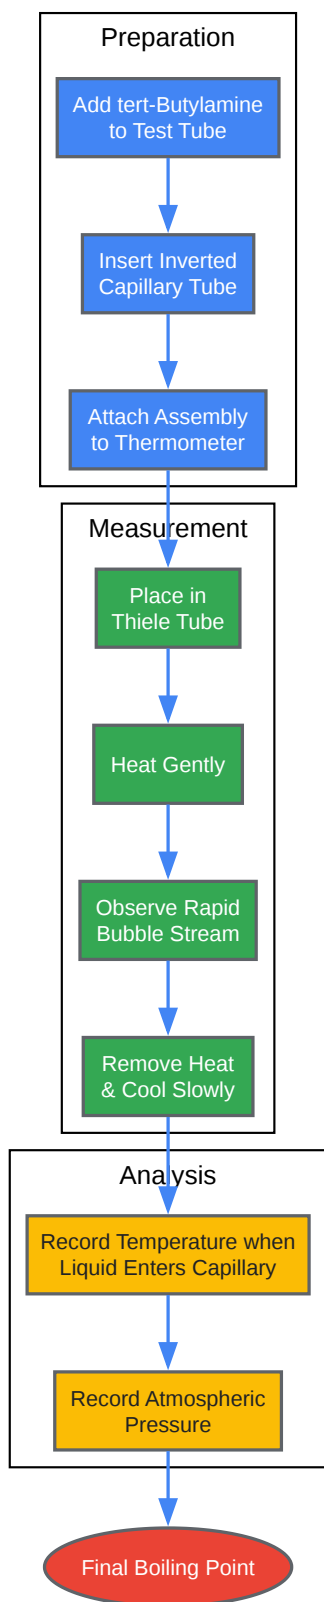 Preparation
Add tert-Butylamine
to Test Tube
Insert Inverted
Capillary Tube
Attach Assembly
to Thermometer
Measurement
Place in
Thiele Tube
Heat Gently
Observe Rapid
Bubble Stream
Remove Heat
& Cool Slowly
Analysis
Record Temperature when
Liquid Enters Capillary
Record Atmospheric
Pressure
Final Boiling Point